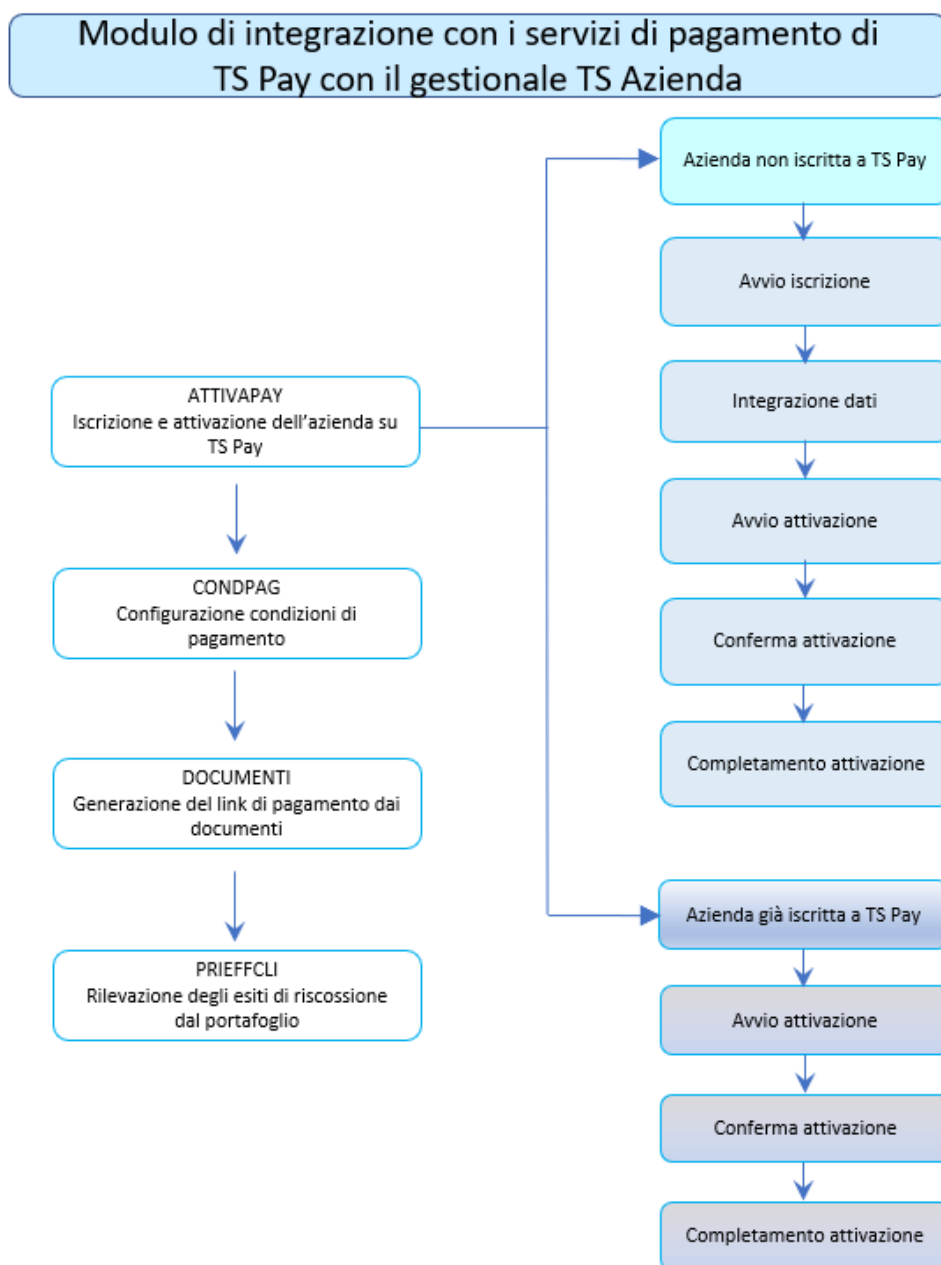 Modulo di integrazione con i servizi di pagamento di
TS Pay con il gestionale TS Azienda
ATTIVAPAY
Iscrizione e attivazione dell'azienda su
TS Pay
CONDPAG
Configurazione condizioni di
pagamento
DOCUMENTI
Generazione del link di pagamento dai
documenti
PRIEFFCLI
Rilevazione degli esiti di riscossione
dal portafoglio
Azienda non iscritta a TS Pay
Avvio iscrizione
Integrazione dati
Avvio attivazione
Conferma attivazione
Completamento attivazione
Azienda già iscritta a TS Pay
Avvio attivazione
Conferma attivazione
Completamento attivazione